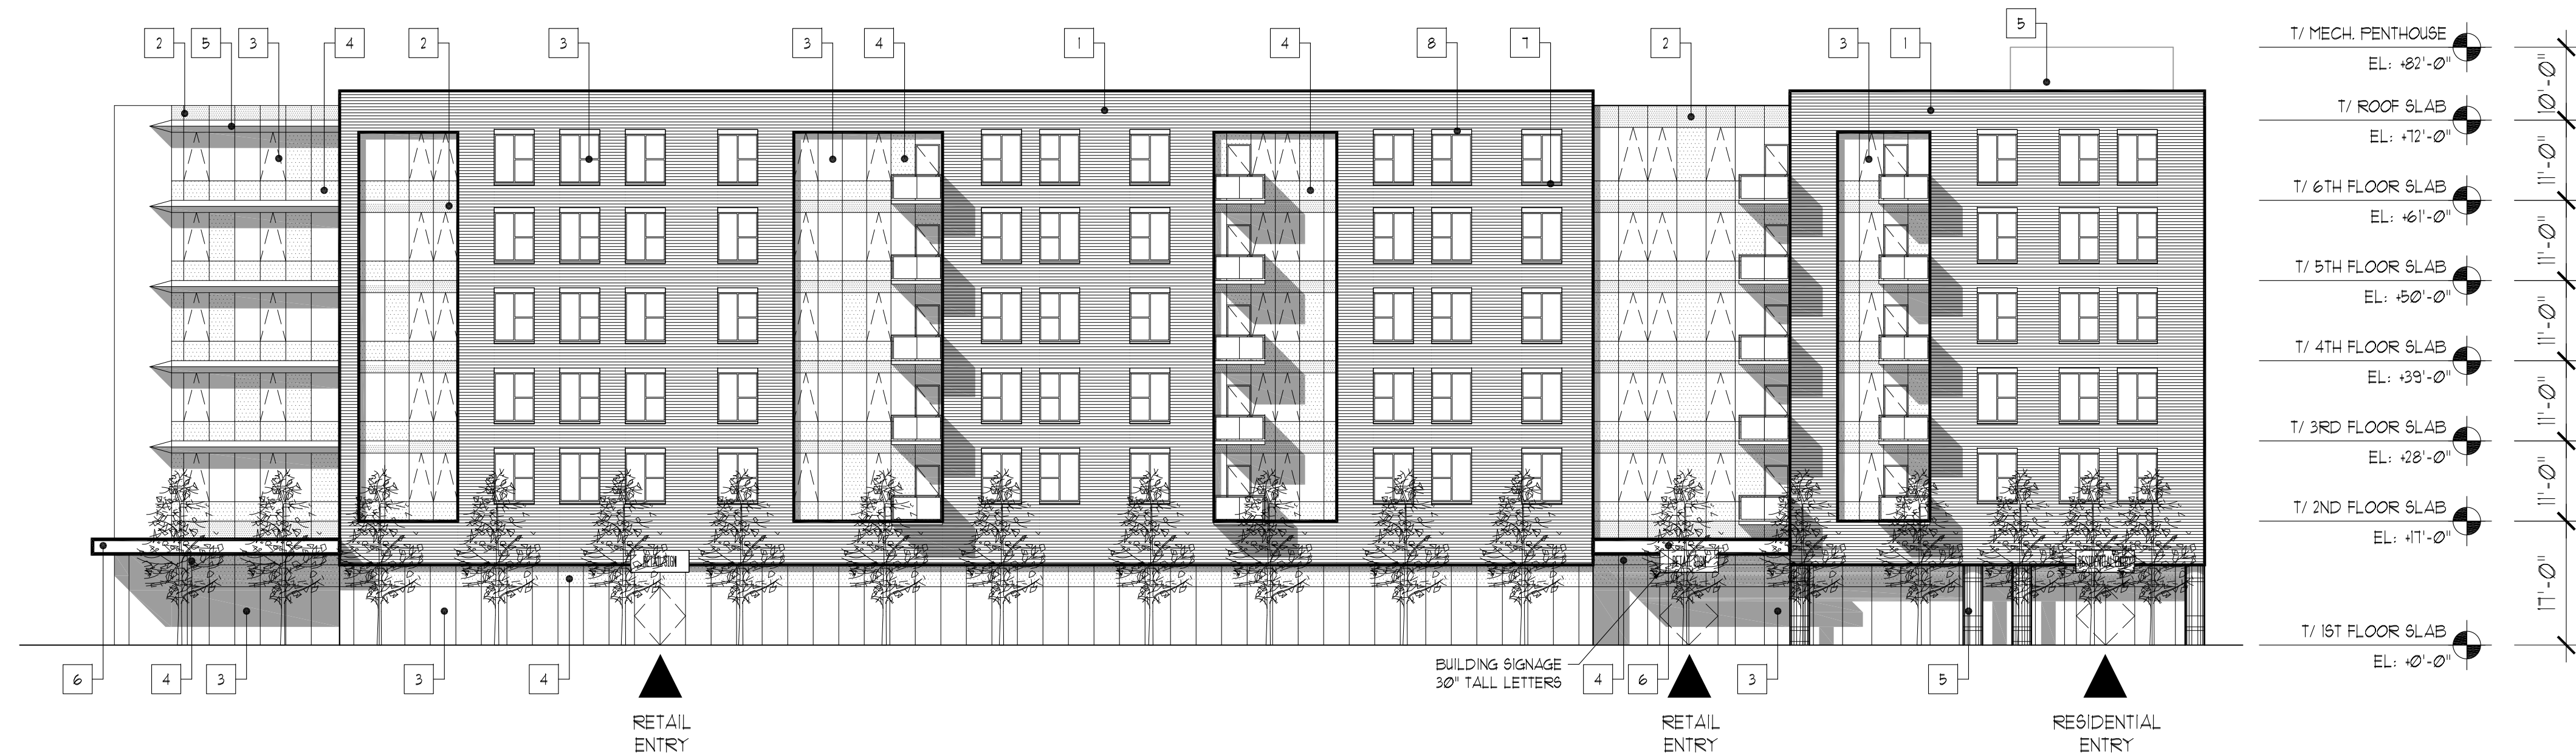 2 5 3 4 2 3 3 4 1 4 8 7 2 3 1 5
T/ MECH. PENTHOUSE
EL: +82'-0"
10'-0"
T/ ROOF SLAB
EL: +72'-0"
11'-0"
T/ 6TH FLOOR SLAB
EL: +61'-0"
11'-0"
T/ 5TH FLOOR SLAB
EL: +50'-0"
11'-0"
T/ 4TH FLOOR SLAB
EL: +39'-0"
11'-0"
T/ 3RD FLOOR SLAB
EL: +28'-0"
11'-0"
T/ 2ND FLOOR SLAB
EL: +17'-0"
17'-0"
T/ 1ST FLOOR SLAB
EL: +0'-0"
RETAIL SIGN
BUILDING SIGNAGE
30" TALL LETTERS
6 4 3 3 4 4 6 3 5
RETAIL
ENTRY
RETAIL
ENTRY
RESIDENTIAL
ENTRY